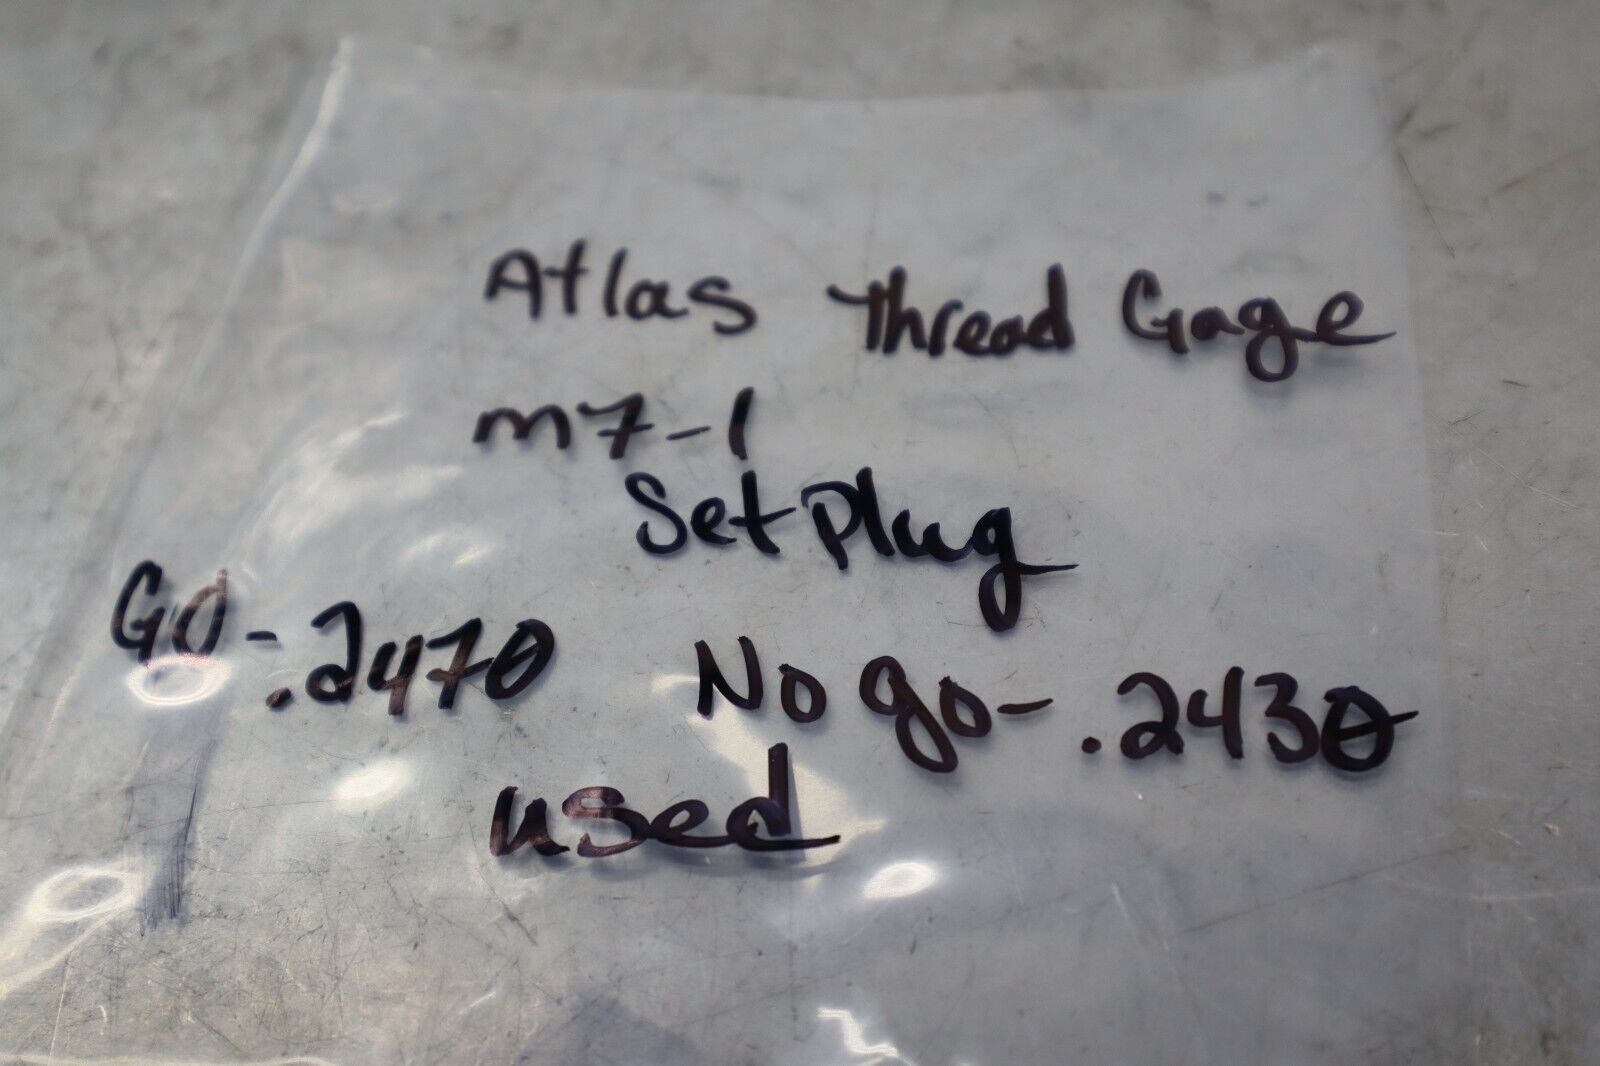 Atlas Thread Gage
M7-1
Set Plug
GO-.2470 No go-.2430
used